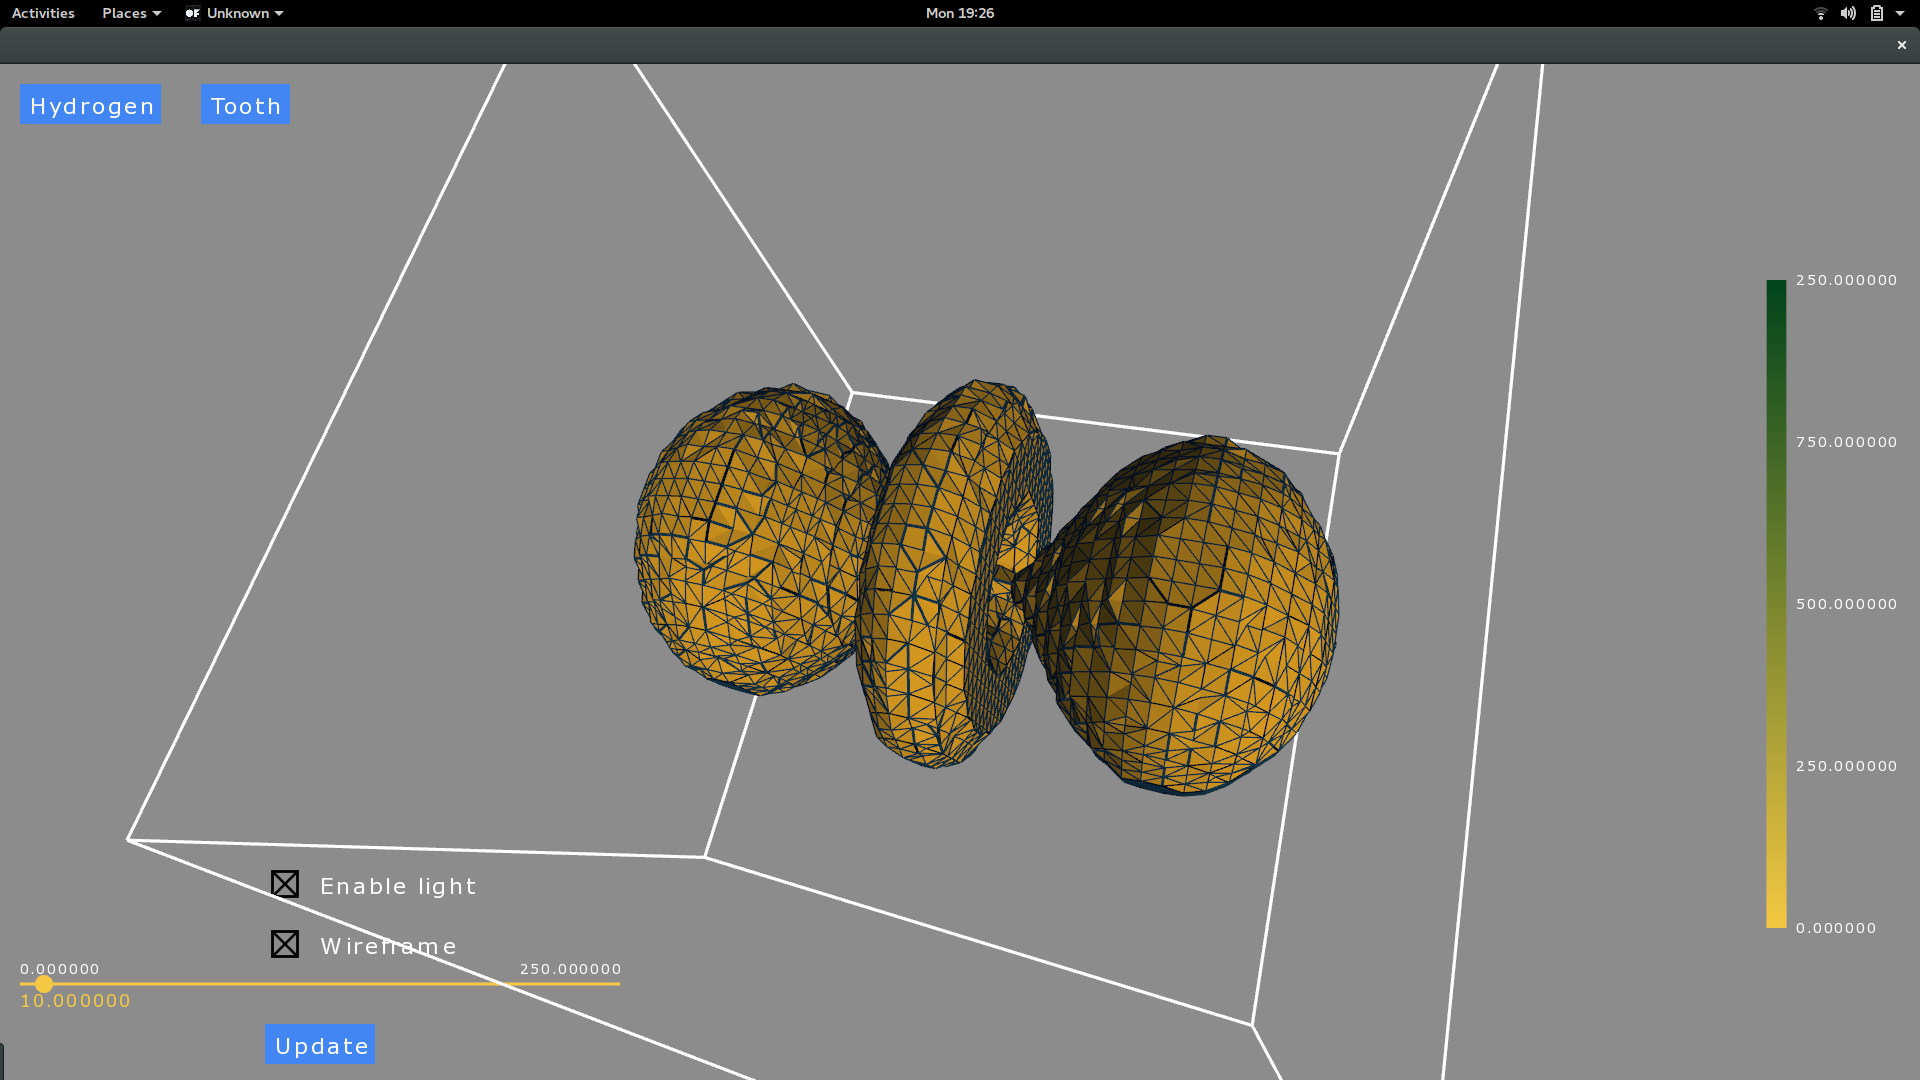 Activities Places Unknown Mon 19:26
Hydrogen Tooth
250.000000
750.000000
500.000000
250.000000
0.000000
Enable light
Wireframe
0.000000 250.000000
10.000000
Update